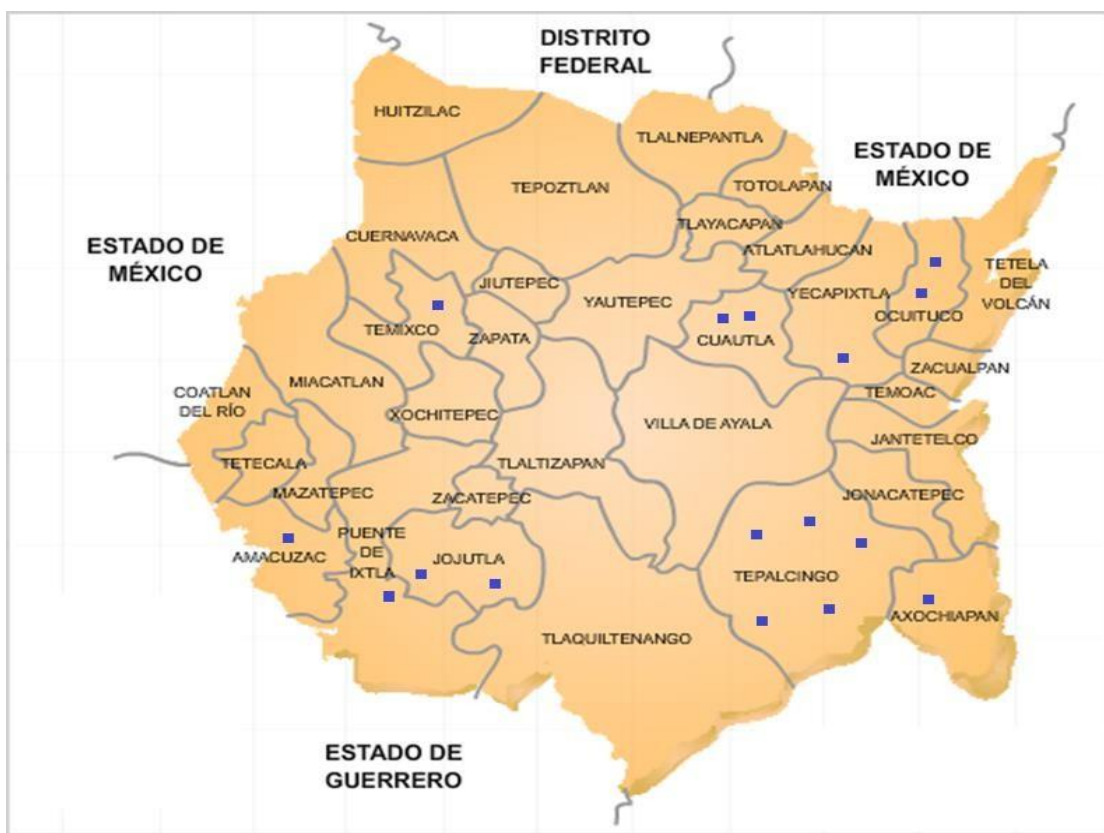 DISTRITO
FEDERAL
HUITZILAC
TLALNEPANTLA
ESTADO DE
MÉXICO
TEPOZTLAN
TOTOLAPAN
TLAYACAPAN
CUERNAVACA
ATLATLAHUCAN
ESTADO DE
MÉXICO
TETELA
DEL
VOLCÁN
JIUTEPEC
YAUTEPEC
YECAPIXTLA
OCUITUCO
TEMIXCO
ZAPATA
CUAUTLA
ZACUALPAN
MIACATLAN
COATLAN
DEL RÍO
TEMOAC
XOCHITEPEC
VILLA DE AYALA
JANTETELCO
TETECALA
TLALTIZAPAN
MAZATEPEC
ZACATEPEC
JONACATEPEC
PUENTE
DE
IXTLA
AMACUZAC
JOJUTLA
TEPALCINGO
AXOCHIAPAN
TLAQUILTENANGO
ESTADO DE
GUERRERO